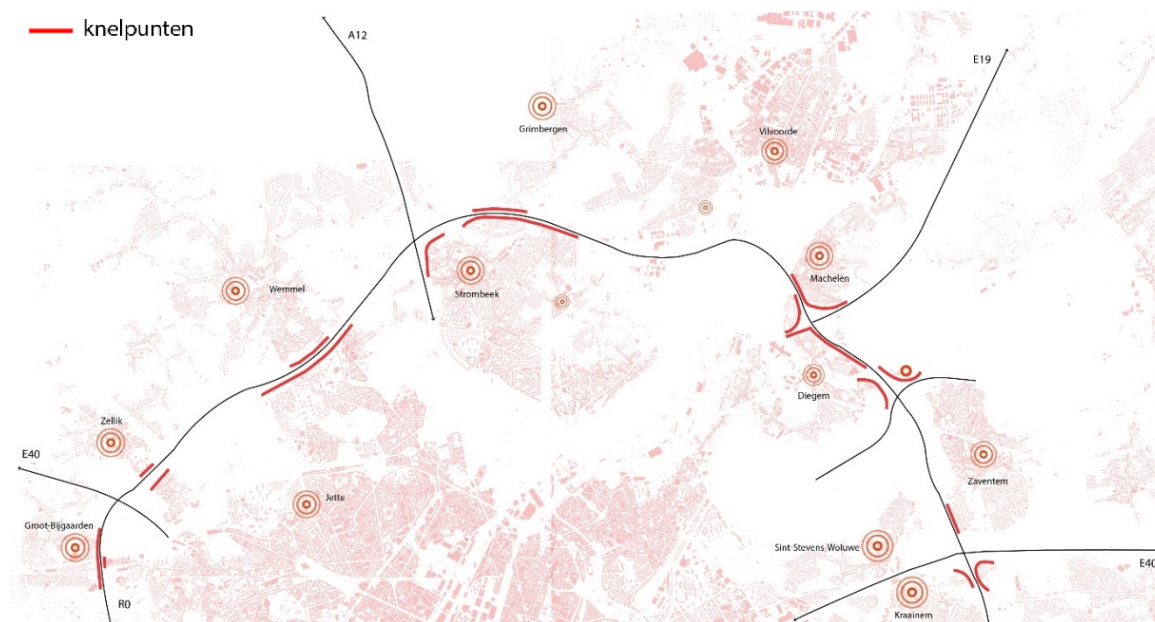 knelpunten
A12
E19
Grimbergen
Vilvoorde
Machelen
Wemmel
Strombeek
Diegem
Zellik
E40
Zaventem
Jette
Groot-Bijgaarden
Sint-Stevens-Woluwe
E40
Kraainem
R0